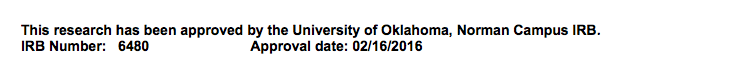 This research has been approved by the University of Oklahoma, Norman Campus IRB.
IRB Number: 6480 Approval date: 02/16/2016